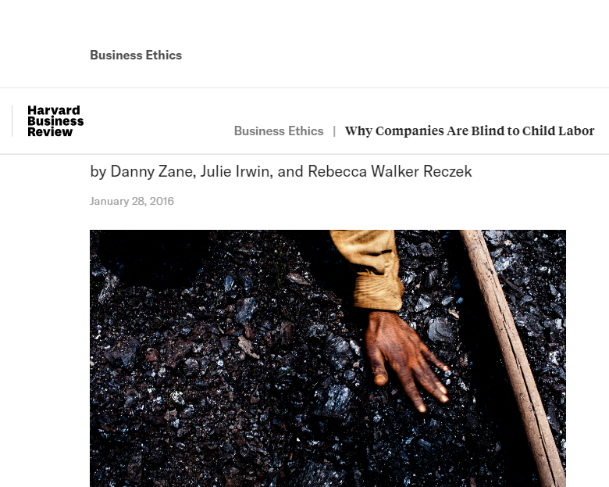 Business Ethics
Harvard
Business
Review
Business Ethics | Why Companies Are Blind to Child Labor
by Danny Zane, Julie Irwin, and Rebecca Walker Reczek
January 28, 2016